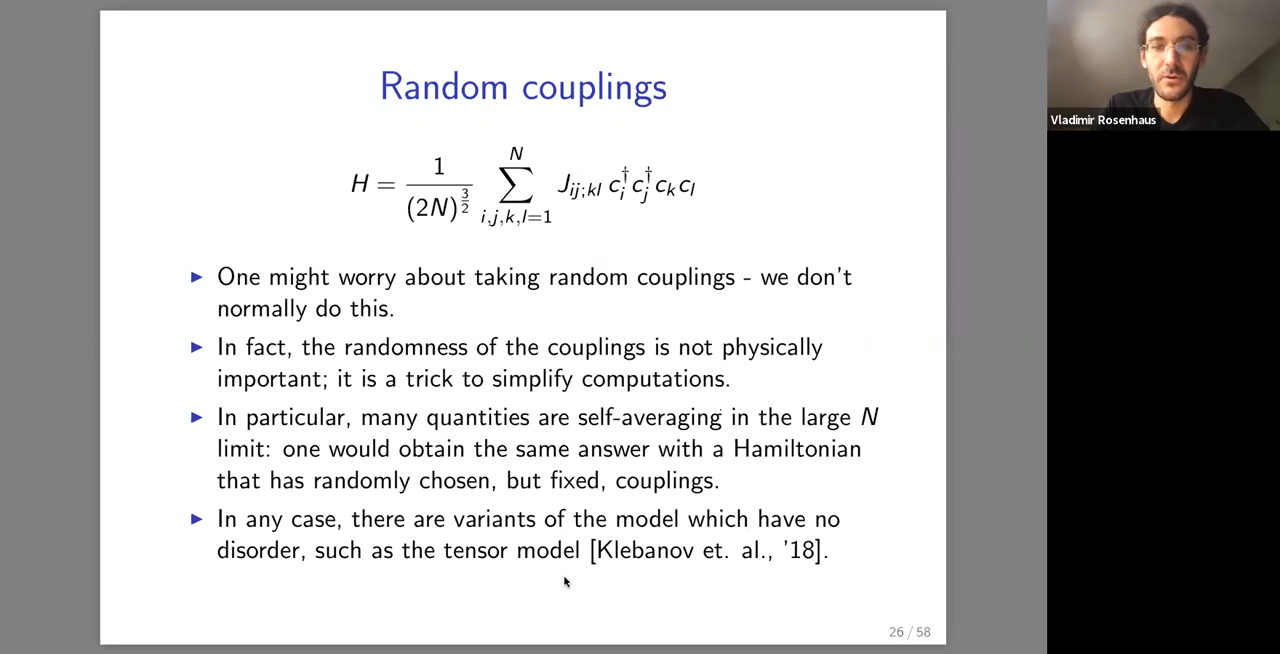 Random couplings
H = \frac{1}{(2N)^{\frac{3}{2}}} \sum_{i,j,k,l=1}^{N} J_{ij;kl} c_i^† c_j^† c_k c_l
▶ One might worry about taking random couplings - we don't
normally do this.
▶ In fact, the randomness of the couplings is not physically
important; it is a trick to simplify computations.
▶ In particular, many quantities are self-averaging in the large N
limit: one would obtain the same answer with a Hamiltonian
that has randomly chosen, but fixed, couplings.
▶ In any case, there are variants of the model which have no
disorder, such as the tensor model [Klebanov et. al., '18].
26 / 58
Vladimir Rosenhaus